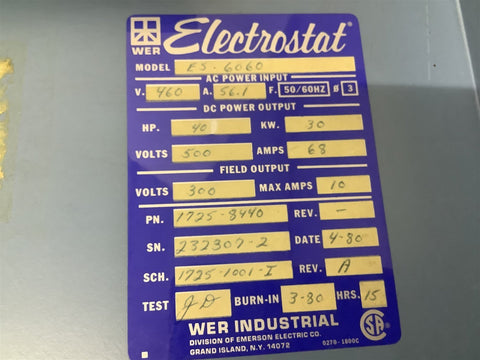 WER Electrostat®
MODEL ES-6060
AC POWER INPUT
V. 460 A. 56.1 F. 50/60HZ Ø 3
DC POWER OUTPUT
HP. 40 KW. 30
VOLTS 500 AMPS 68
FIELD OUTPUT
VOLTS 300 MAX AMPS 10
PN. 1725-8440 REV. -
SN. 232307-2 DATE 4-80
SCH. 1725-1001-I REV. A
TEST JD BURN-IN 3-80 HRS. 15
WER INDUSTRIAL
DIVISION OF EMERSON ELECTRIC CO.
GRAND ISLAND, N.Y. 14072
0270-1800C
SA